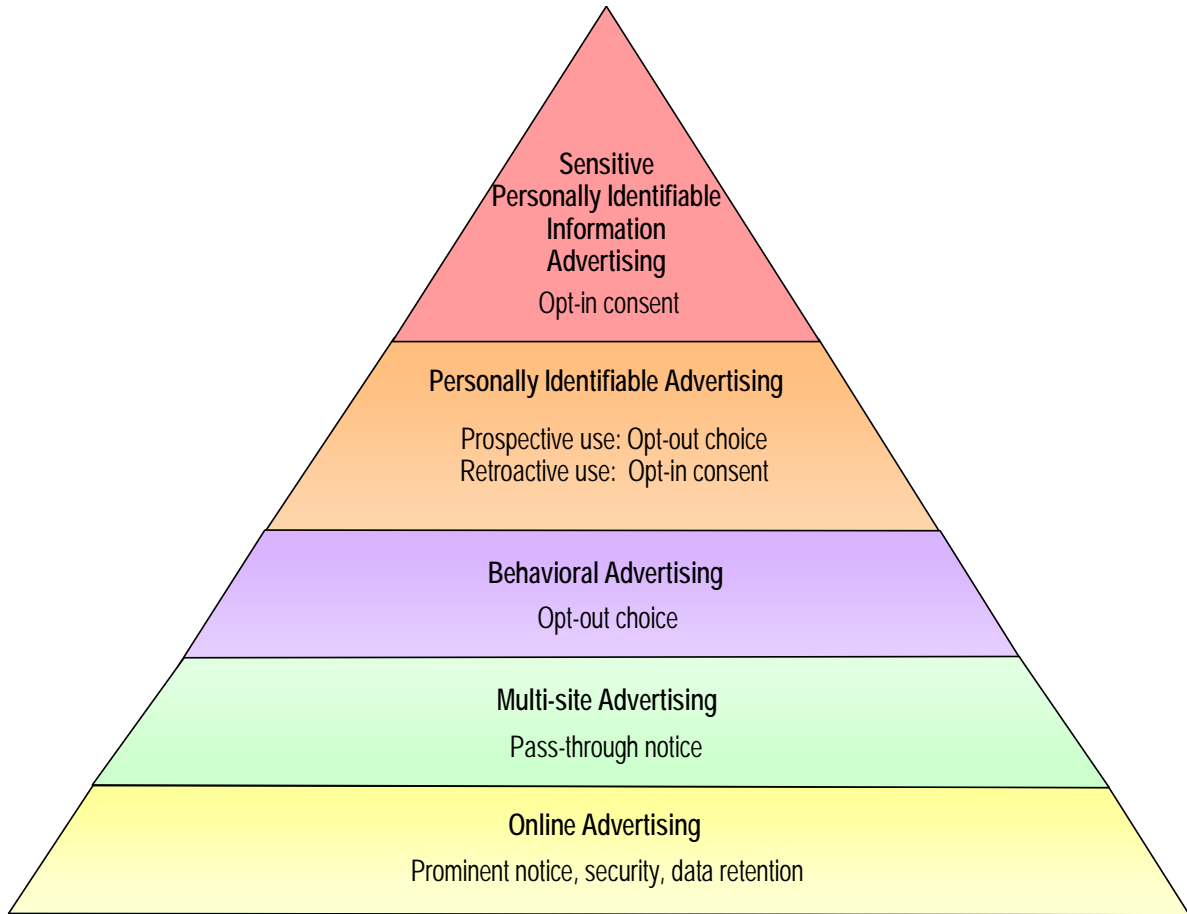 Sensitive
Personally Identifiable
Information
Advertising
Opt-in consent
Personally Identifiable Advertising
Prospective use: Opt-out choice
Retroactive use:  Opt-in consent
Behavioral Advertising
Opt-out choice
Multi-site Advertising
Pass-through notice
Online Advertising
Prominent notice, security, data retention